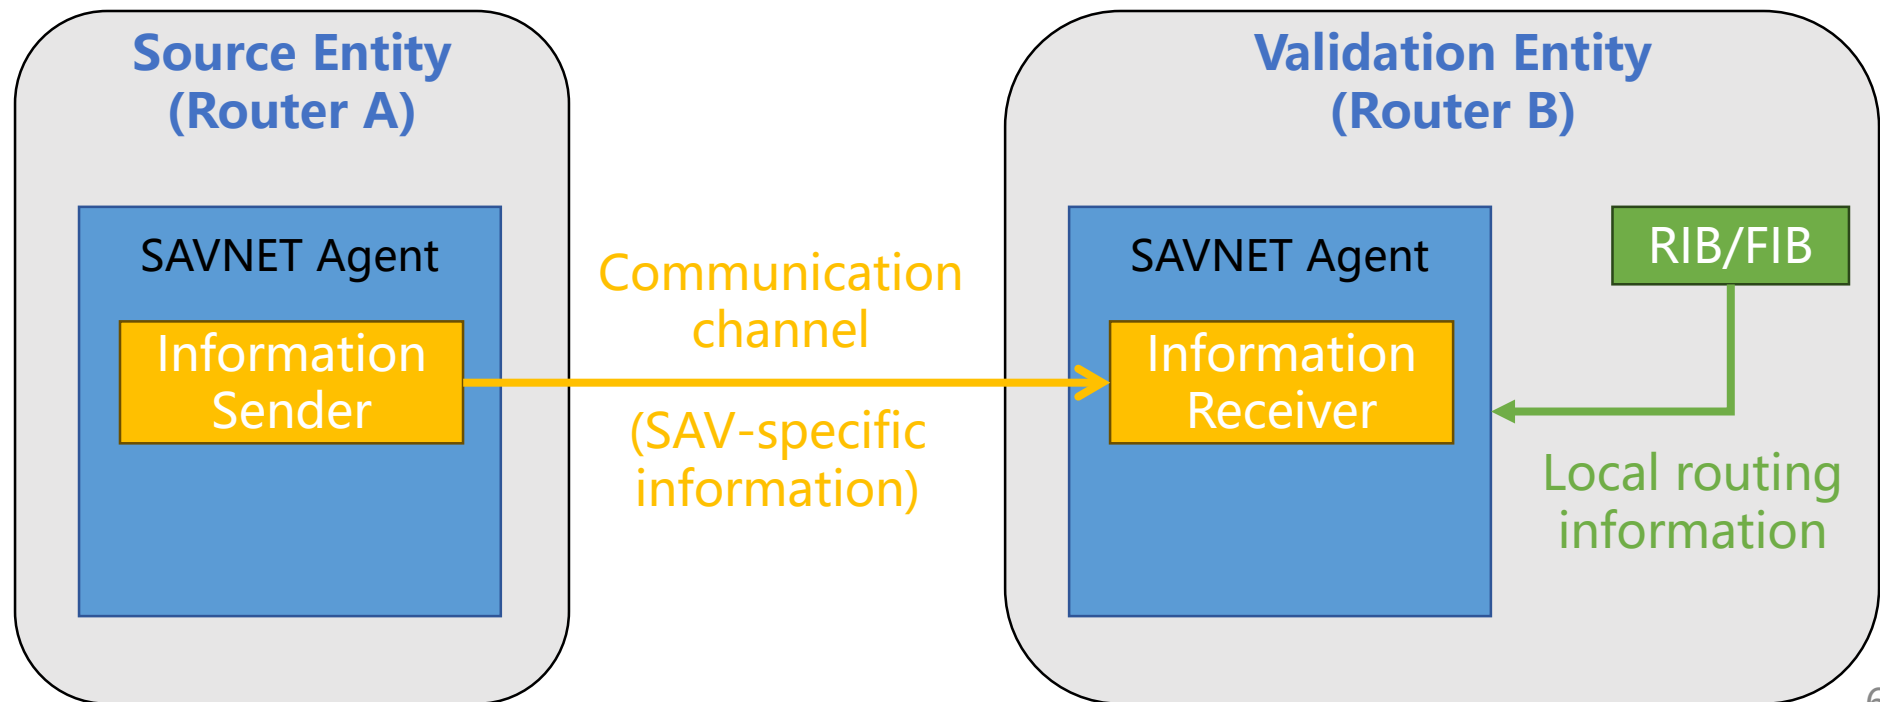 Source Entity
(Router A)
SAVNET Agent
Information
Sender
Communication
channel
(SAV-specific
information)
Validation Entity
(Router B)
SAVNET Agent
Information
Receiver
RIB/FIB
Local routing
information
6